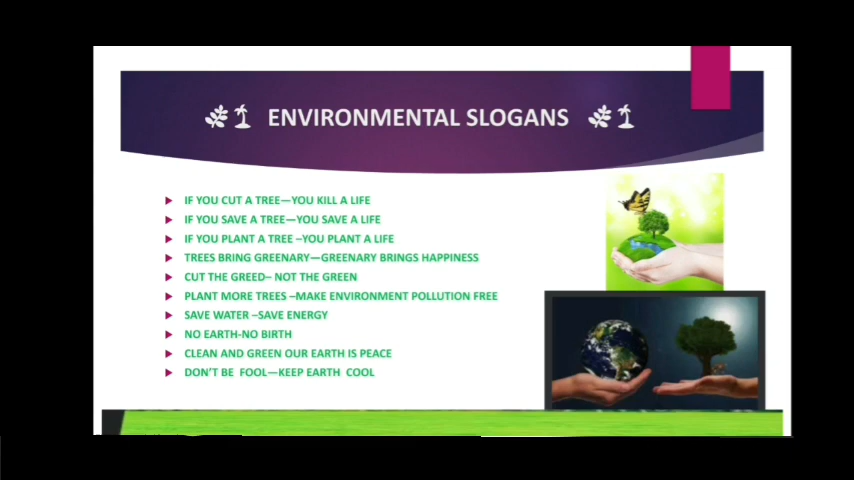 ENVIRONMENTAL SLOGANS
IF YOU CUT A TREE—YOU KILL A LIFE
IF YOU SAVE A TREE—YOU SAVE A LIFE
IF YOU PLANT A TREE –YOU PLANT A LIFE
TREES BRING GREENARY—GREENARY BRINGS HAPPINESS
CUT THE GREED– NOT THE GREEN
PLANT MORE TREES –MAKE ENVIRONMENT POLLUTION FREE
SAVE WATER –SAVE ENERGY
NO EARTH-NO BIRTH
CLEAN AND GREEN OUR EARTH IS PEACE
DON'T BE FOOL—KEEP EARTH COOL